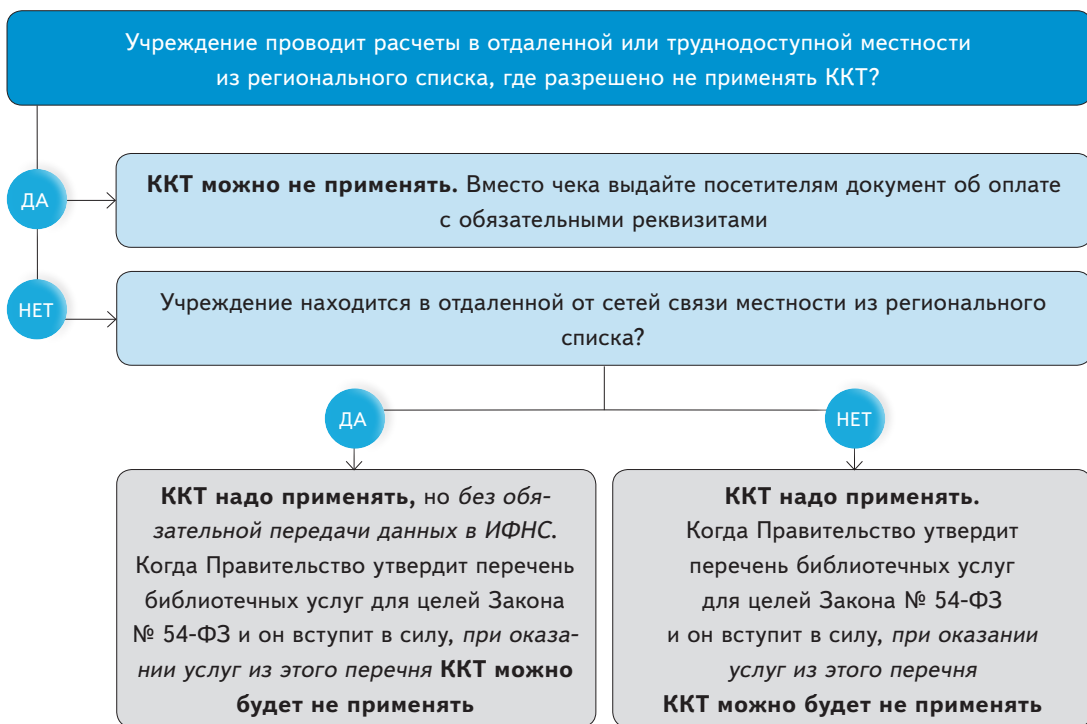 Учреждение проводит расчеты в отдаленной или труднодоступной местности
из регионального списка, где разрешено не применять ККТ?
ДА
ККТ можно не применять. Вместо чека выдайте посетителям документ об оплате
с обязательными реквизитами
НЕТ
Учреждение находится в отдаленной от сетей связи местности из регионального
списка?
ДА
НЕТ
ККТ надо применять, но без обя-
зательной передачи данных в ИФНС.
Когда Правительство утвердит перечень
библиотечных услуг для целей Закона
№ 54-ФЗ и он вступит в силу, при оказа-
нии услуг из этого перечня ККТ можно
будет не применять
ККТ надо применять.
Когда Правительство утвердит
перечень библиотечных услуг
для целей Закона № 54-ФЗ
и он вступит в силу, при оказании
услуг из этого перечня
ККТ можно будет не применять